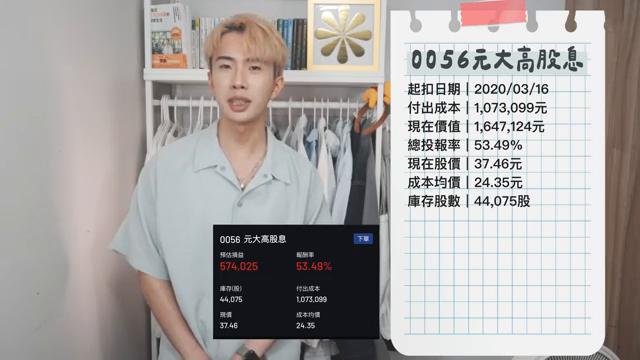 0056元大高股息
起扣日期｜2020/03/16
付出成本｜1,073,099元
現在價值｜1,647,124元
總投報率｜53.49%
現在股價｜37.46元
成本均價｜24.35元
庫存股數｜44,075股
0056 元大高股息 下單
預估損益 報酬率
574,025 53.49%
庫存(股) 付出成本
44,075 1,073,099
現價 成本均價
37.46 24.35